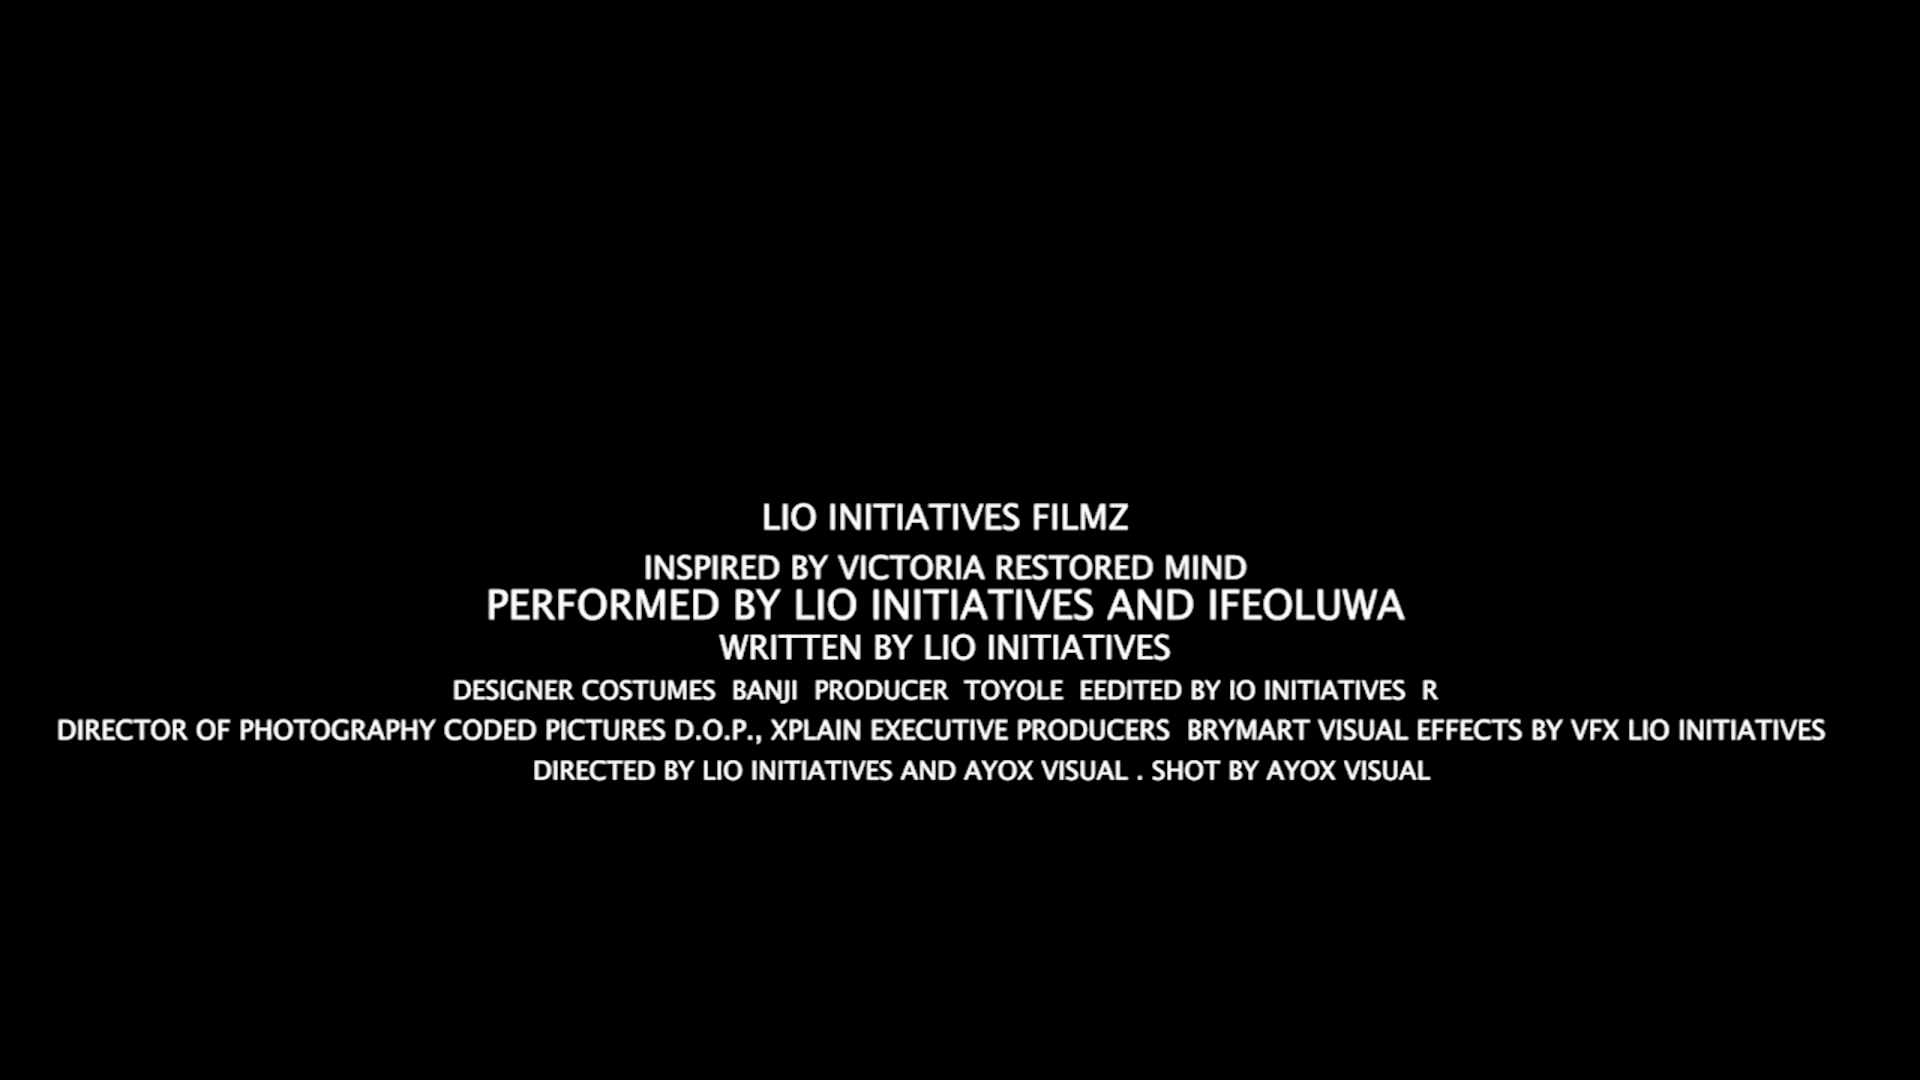 LIO INITIATIVES FILMZ
INSPIRED BY VICTORIA RESTORED MIND
PERFORMED BY LIO INITIATIVES AND IFEOLUWA
WRITTEN BY LIO INITIATIVES
DESIGNER COSTUMES BANJI PRODUCER TOYOLE EEDITED BY IO INITIATIVES R
DIRECTOR OF PHOTOGRAPHY CODED PICTURES D.O.P., XPLAIN EXECUTIVE PRODUCERS BRYMART VISUAL EFFECTS BY VFX LIO INITIATIVES
DIRECTED BY LIO INITIATIVES AND AYOX VISUAL . SHOT BY AYOX VISUAL